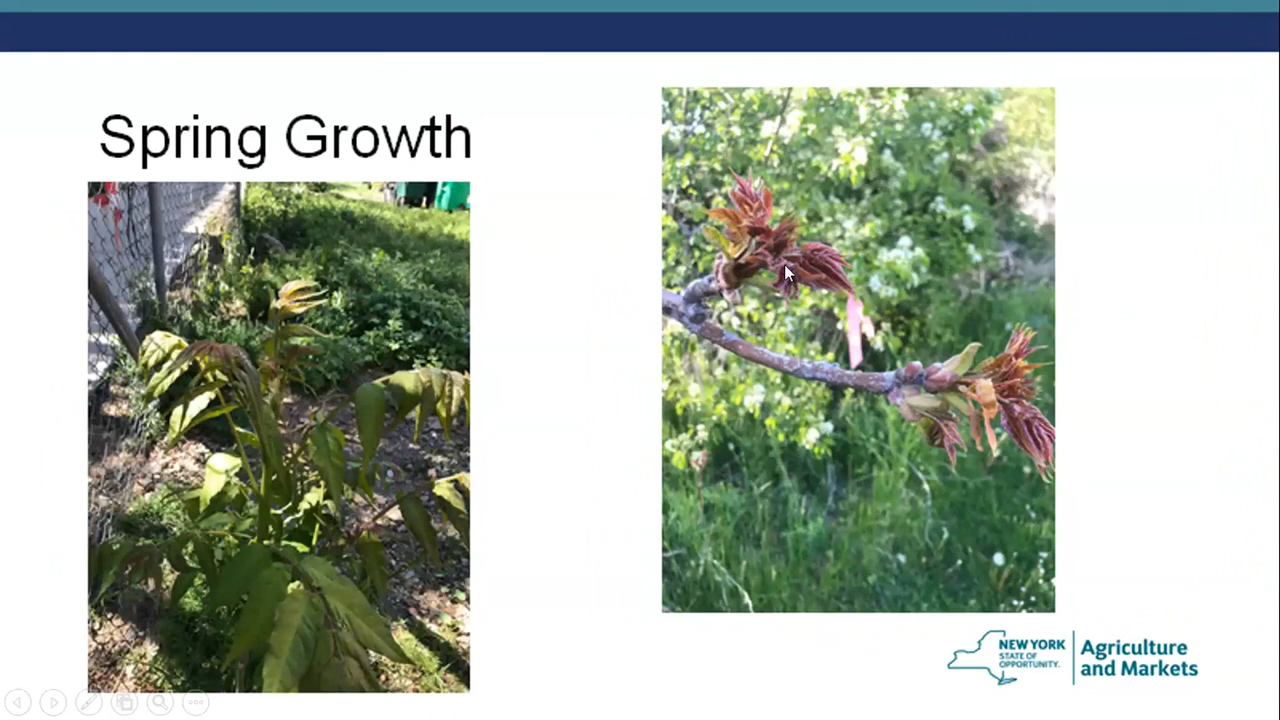 Spring Growth
NEW YORK
STATE OF
OPPORTUNITY.
Agriculture
and Markets